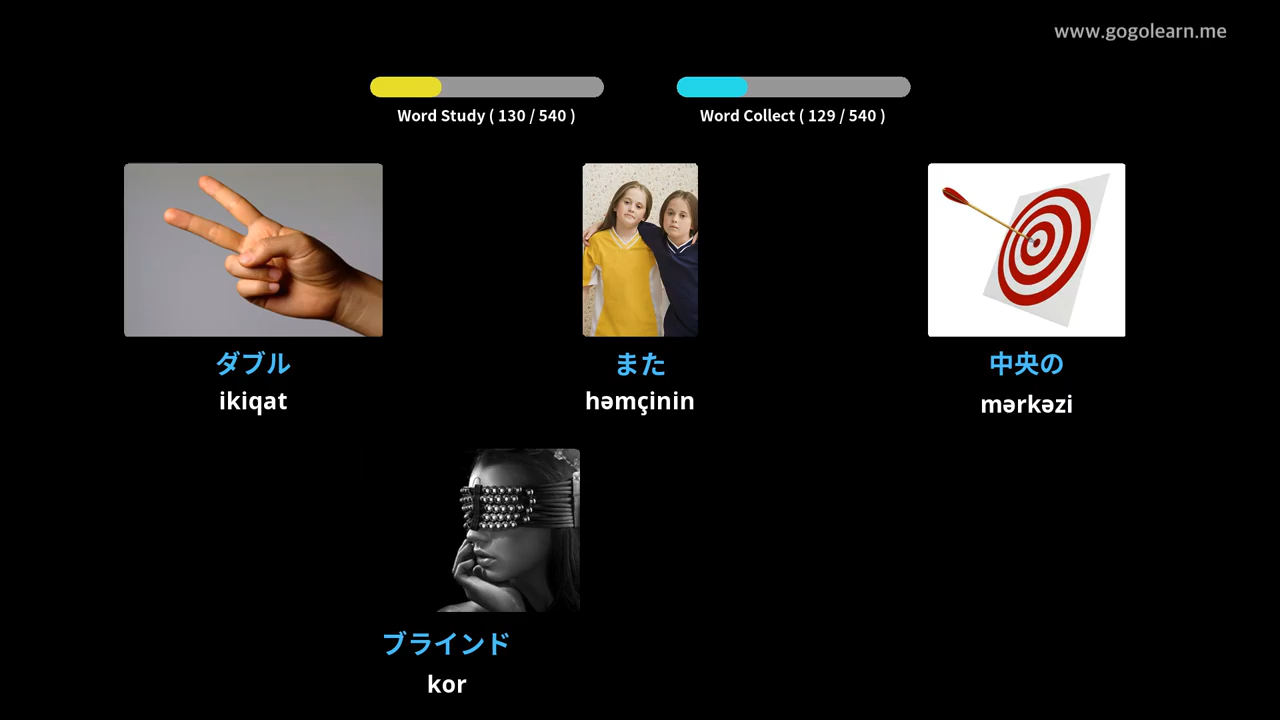 www.gogolearn.me
Word Study ( 130 / 540 )
Word Collect ( 129 / 540 )
ダブル
また
中央の
ikiqat
həmçinin
mərkəzi
ブラインド
kor